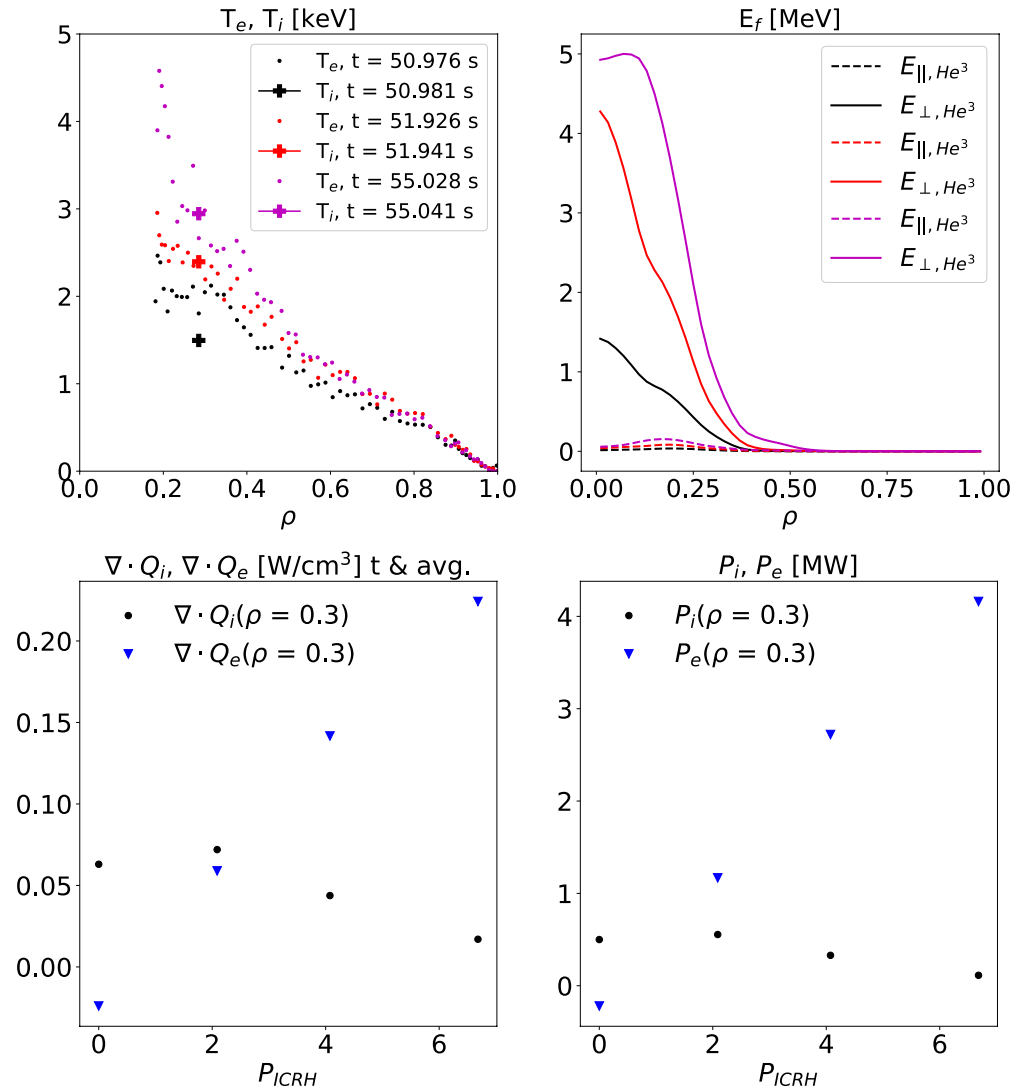 T_e, T_i [keV]
5
4
3
2
1
0
0.0 0.2 0.4 0.6 0.8 1.0
ρ
T_e, t = 50.976 s
T_i, t = 50.981 s
T_e, t = 51.926 s
T_i, t = 51.941 s
T_e, t = 55.028 s
T_i, t = 55.041 s
E_f [MeV]
5
4
3
2
1
0
0.00 0.25 0.50 0.75 1.00
ρ
E_{||, He^3}
E_{⊥, He^3}
E_{||, He^3}
E_{⊥, He^3}
E_{||, He^3}
E_{⊥, He^3}
∇ · Q_i, ∇ · Q_e [W/cm³] t & avg.
0.20
0.15
0.10
0.05
0.00
0 2 4 6
P_{ICRH}
∇ · Q_i(ρ = 0.3)
∇ · Q_e(ρ = 0.3)
P_i, P_e [MW]
4
3
2
1
0
0 2 4 6
P_{ICRH}
P_i(ρ = 0.3)
P_e(ρ = 0.3)